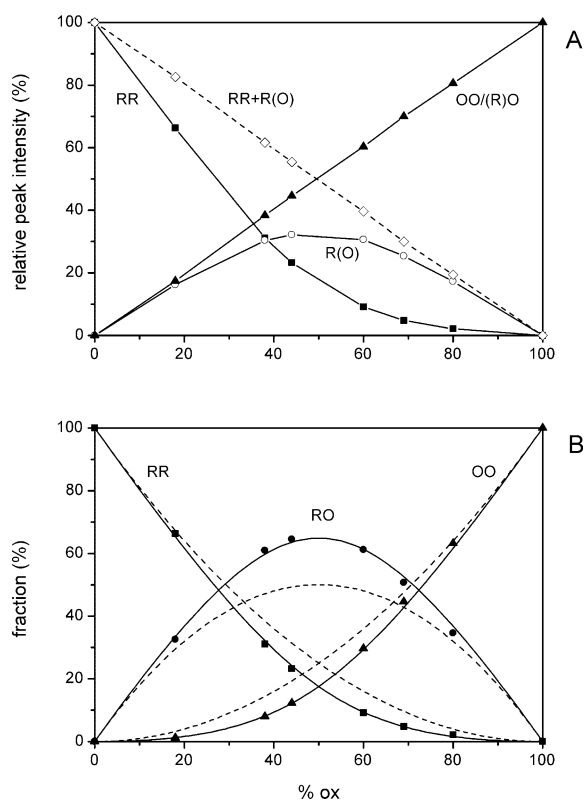 A
100
RR
RR+R(O)
OO/(R)O
80
60
40
R(O)
20
0
0 20 40 60 80 100
relative peak intensity (%)
B
100
RR
OO
RO
80
60
40
20
0
0 20 40 60 80 100
fraction (%)
% ox